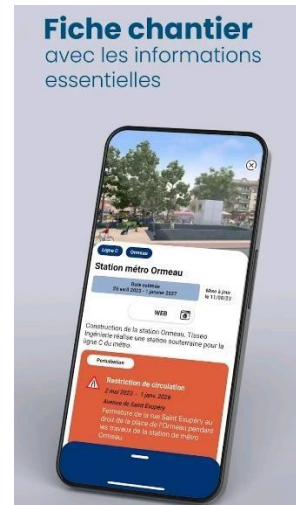 Fiche chantier
avec les informations
essentielles
Ligne C
Ormeau
Station métro Ormeau
Date estimée
26 avril 2023 - 1 janvier 2027
Mise à jour
le 11/09/23
WEB
Construction de la station Ormeau. Tisseo
Ingénierie réalise une station souterraine pour la
ligne C du métro.
Perturbation
Restriction de circulation
2 mai 2023 - 1 janv. 2026
Avenue de Saint Exupéry
Fermeture de la rue Saint Exupéry au
droit de la place de l'Ormeau pendant
les travaux de la station de métro
Ormeau.